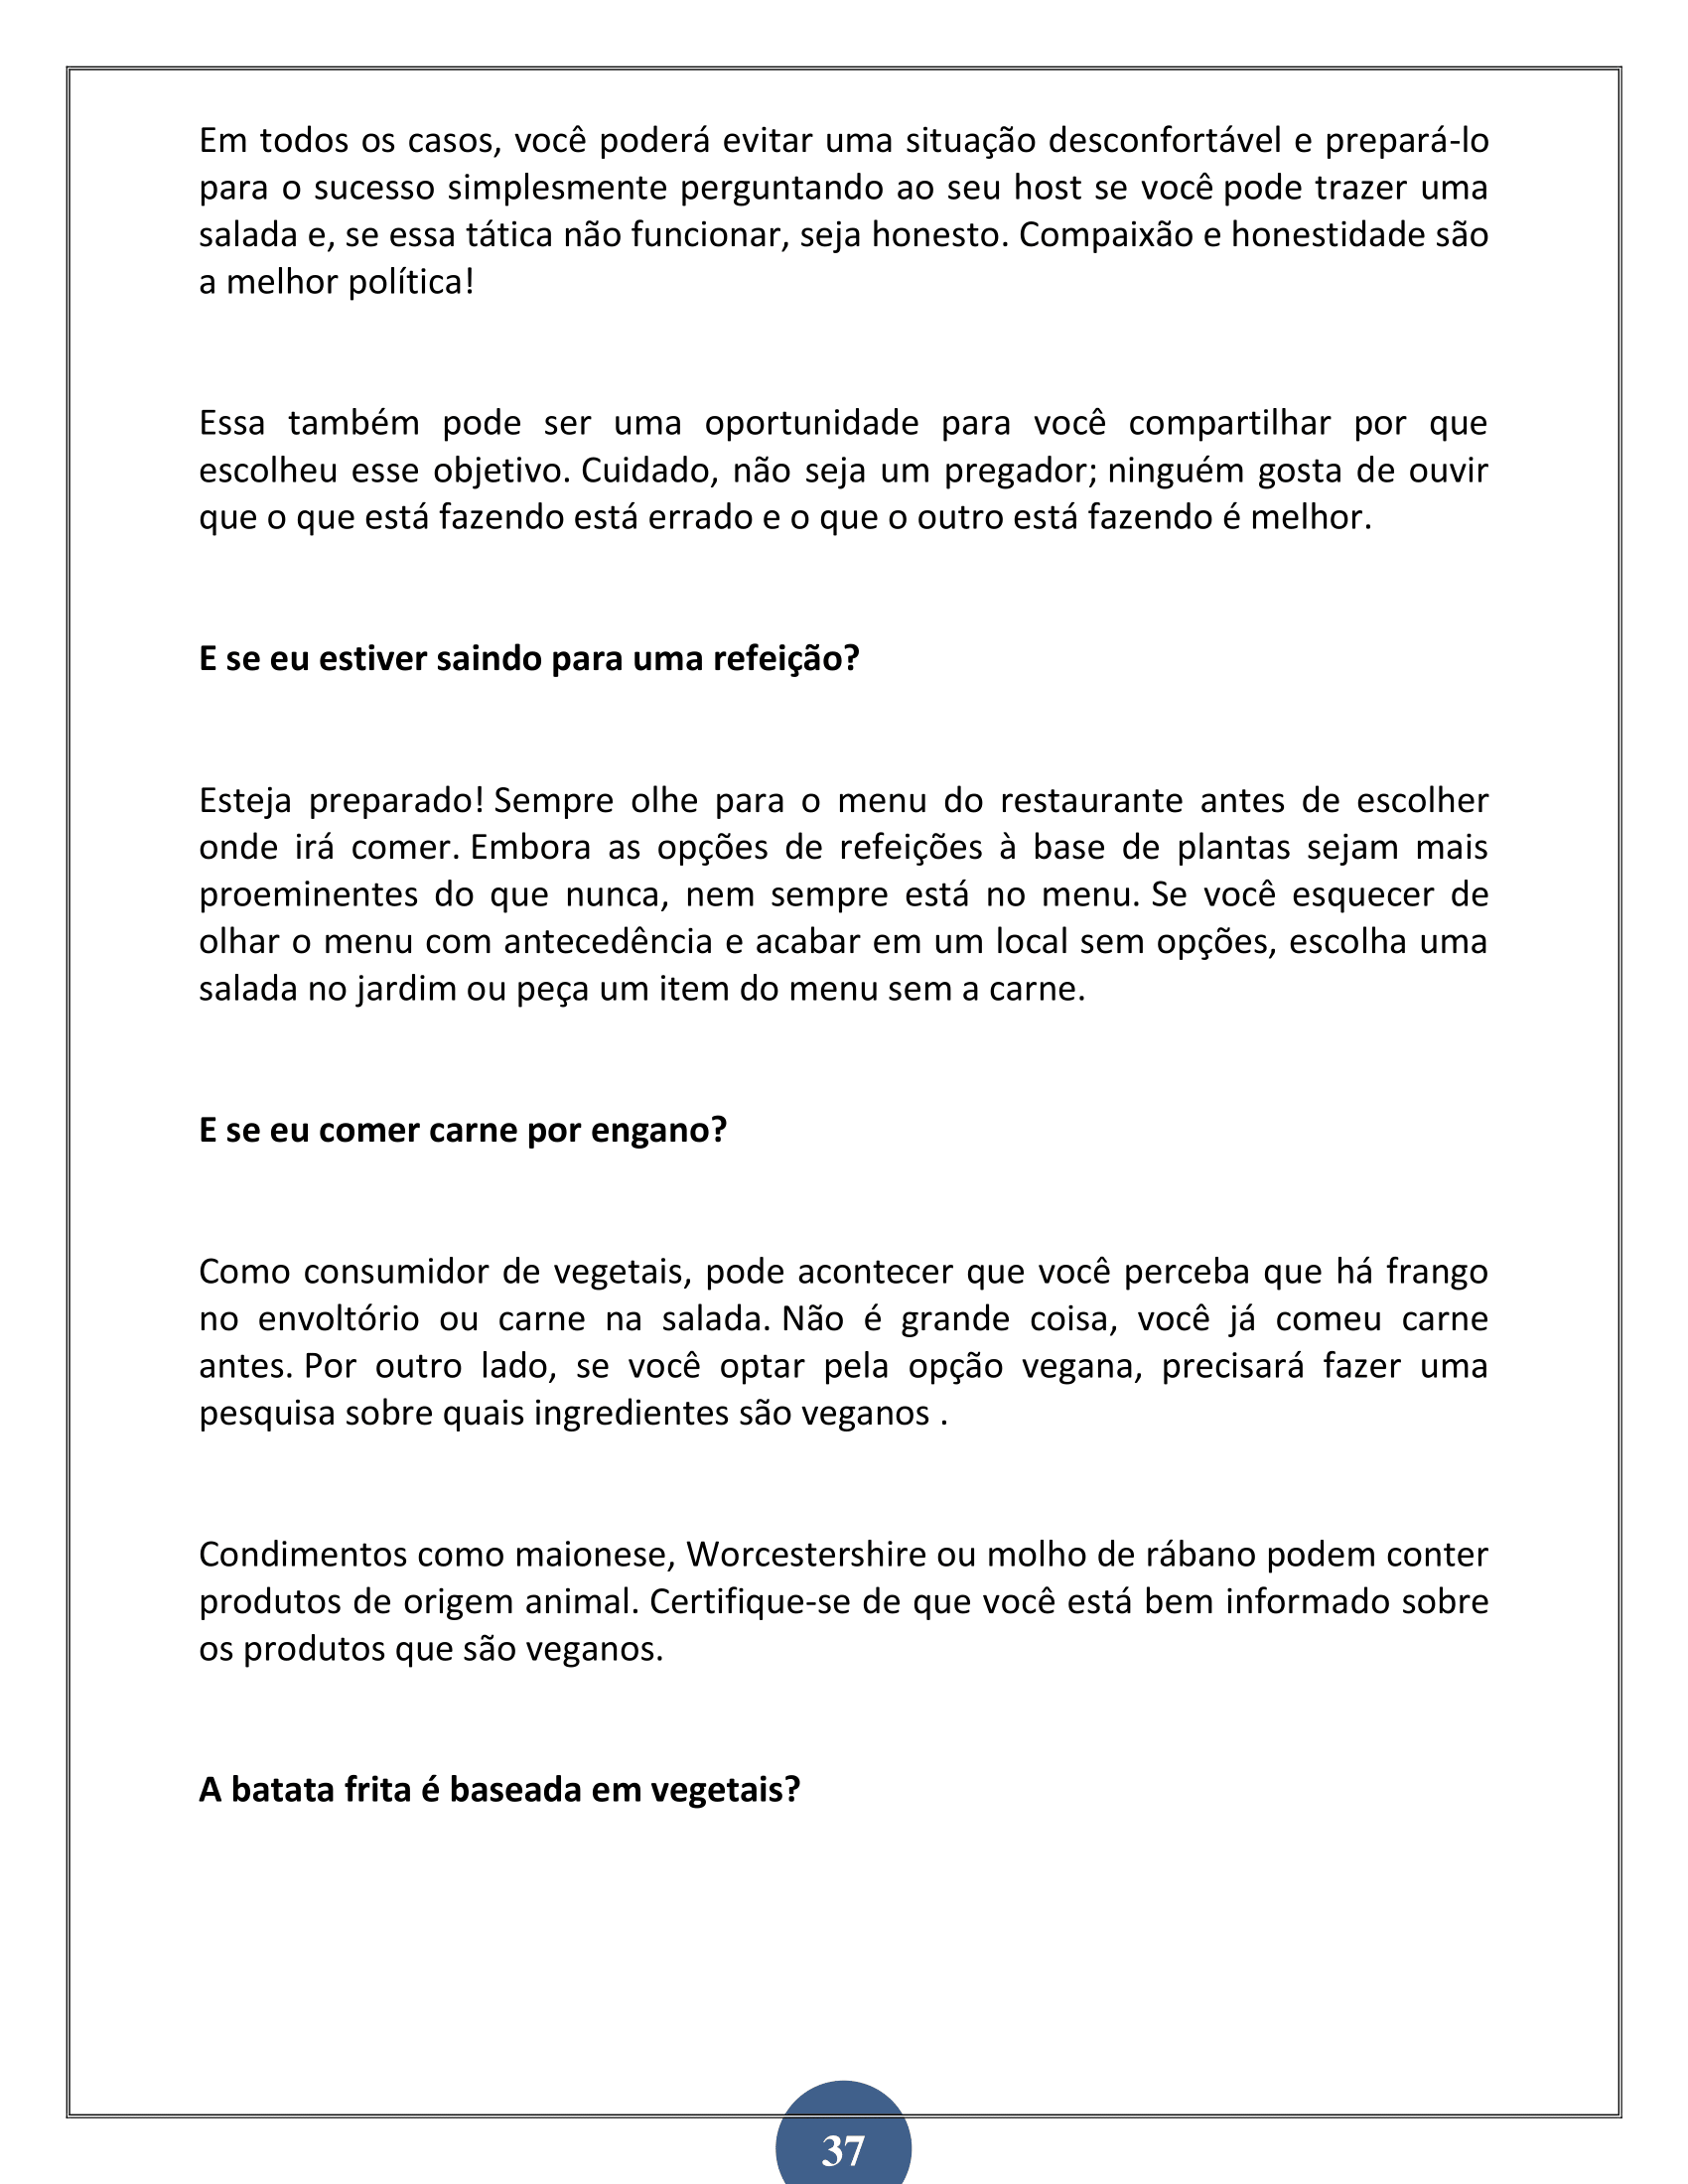 Em todos os casos, você poderá evitar uma situação desconfortável e prepará-lo
para o sucesso simplesmente perguntando ao seu host se você pode trazer uma
salada e, se essa tática não funcionar, seja honesto. Compaixão e honestidade são
a melhor política!
Essa também pode ser uma oportunidade para você compartilhar por que
escolheu esse objetivo. Cuidado, não seja um pregador; ninguém gosta de ouvir
que o que está fazendo está errado e o que o outro está fazendo é melhor.
E se eu estiver saindo para uma refeição?
Esteja preparado! Sempre olhe para o menu do restaurante antes de escolher
onde irá comer. Embora as opções de refeições à base de plantas sejam mais
proeminentes do que nunca, nem sempre está no menu. Se você esquecer de
olhar o menu com antecedência e acabar em um local sem opções, escolha uma
salada no jardim ou peça um item do menu sem a carne.
E se eu comer carne por engano?
Como consumidor de vegetais, pode acontecer que você perceba que há frango
no envoltório ou carne na salada. Não é grande coisa, você já comeu carne
antes. Por outro lado, se você optar pela opção vegana, precisará fazer uma
pesquisa sobre quais ingredientes são veganos .
Condimentos como maionese, Worcestershire ou molho de rábano podem conter
produtos de origem animal. Certifique-se de que você está bem informado sobre
os produtos que são veganos.
A batata frita é baseada em vegetais?
37